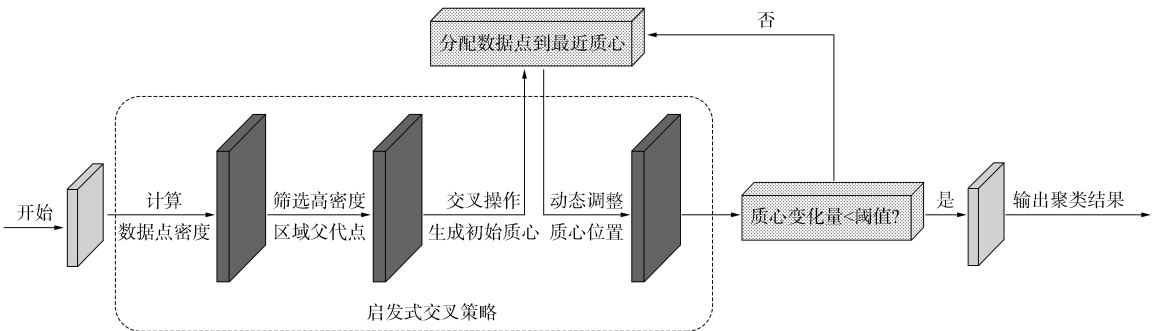 否
分配数据点到最近质心
开始
计算
数据点密度
筛选高密度
区域父代点
交叉操作
生成初始质心
动态调整
质心位置
质心变化量<阈值?
是
输出聚类结果
启发式交叉策略